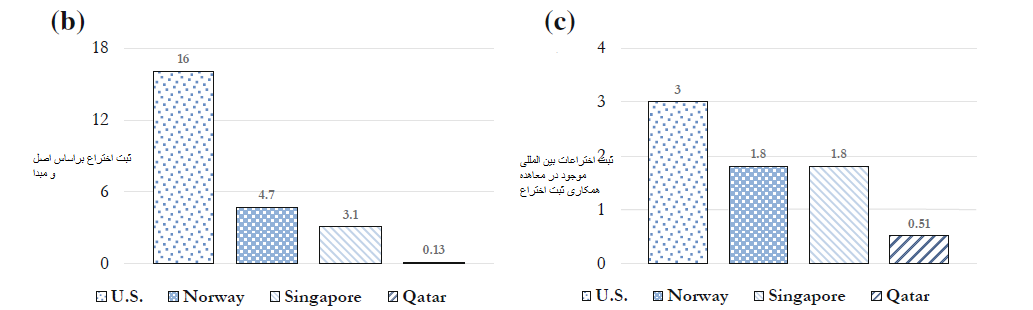 (b)
18
16
12
ثبت اختراع براساس اصل
و مبدا
6
4.7
3.1
0.13
0
U.S. Norway Singapore Qatar
(c)
4
3
3
ثبت اختراعات بین المللی
موجود در معاهده
همکاری ثبت اختراع
2
1.8
1.8
1
0.51
0
U.S. Norway Singapore Qatar